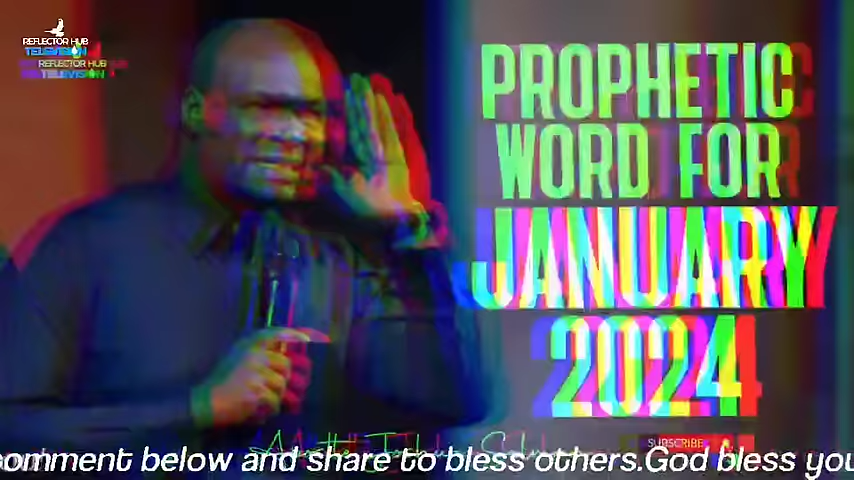 REFLECTOR HUB
TELEVISION
REFLECTOR HUB
TELEVISION
PROPHETIC
WORD FOR
JANUARY
2024
SUBSCRIBE
comment below and share to bless others.God bless you